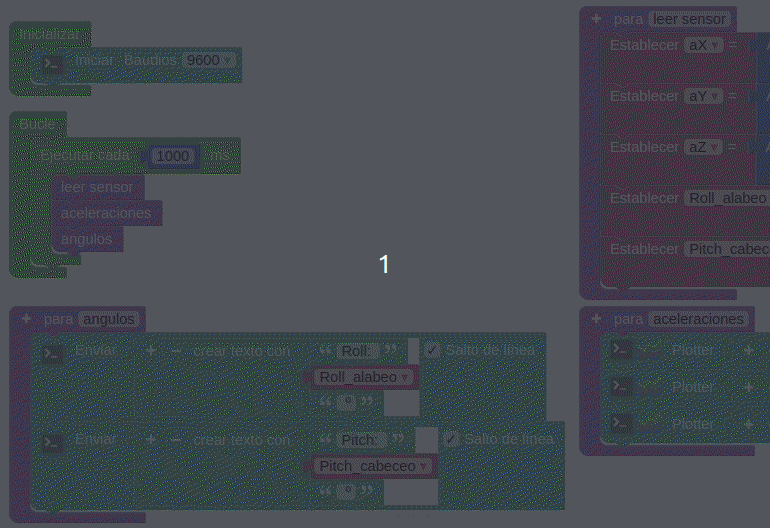 Inicializar
Iniciar Baudios 9600
Bucle
Ejecutar cada 1000 ms
leer sensor
aceleraciones
angulos
1
para angulos
Enviar + − crear texto con “ Roll: ” ✓ Salto de línea
Roll_alabeo
“ º ”
Enviar + − crear texto con “ Pitch: ” ✓ Salto de línea
Pitch_cabeceo
“ º ”
+ para leer sensor
Establecer aX =
Establecer aY =
Establecer aZ =
Establecer Roll_alabeo
Establecer Pitch_cabec
+ para aceleraciones
Plotter +
Plotter +
Plotter +